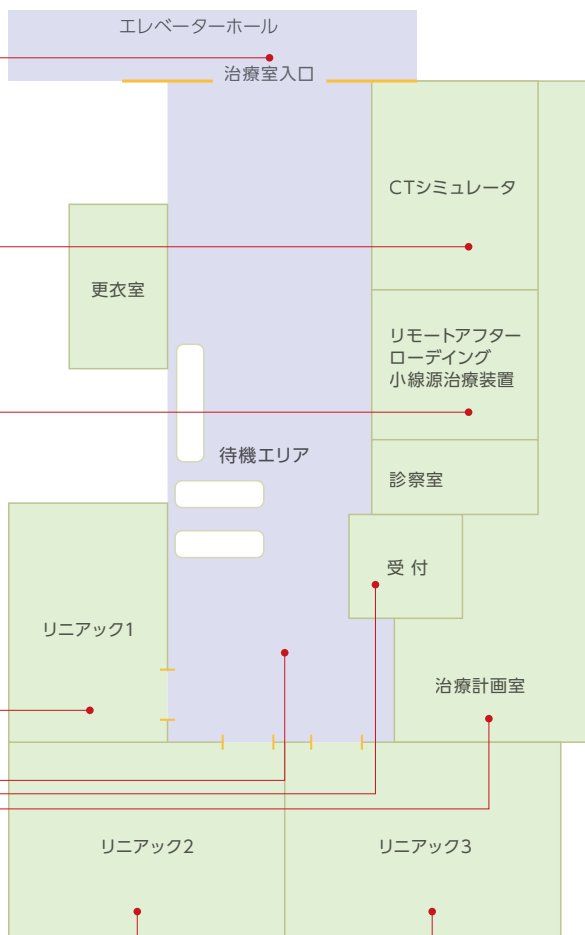 エレベーターホール
治療室入口
CTシミュレータ
更衣室
リモートアフター
ローデイング
小線源治療装置
待機エリア
診察室
受 付
リニアック1
治療計画室
リニアック2
リニアック3